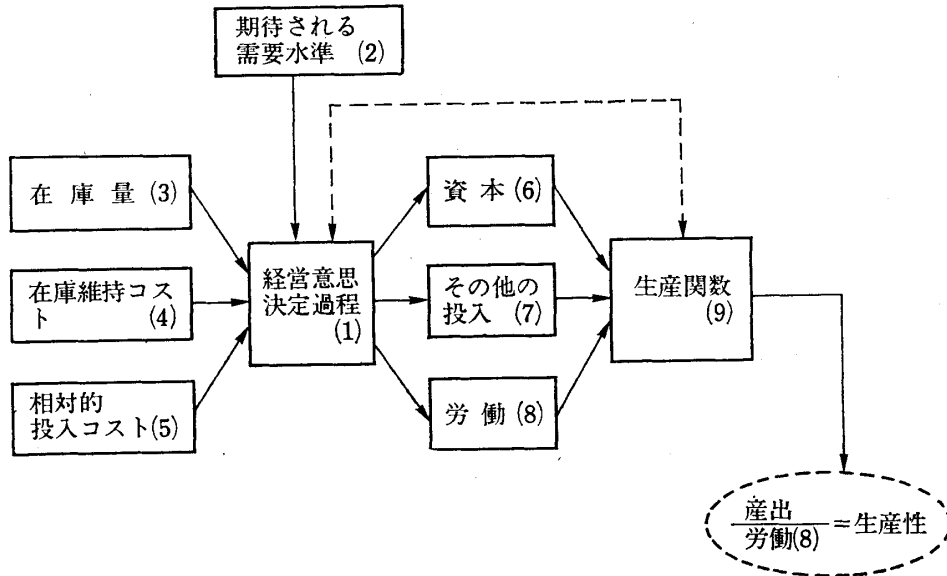 期待される
需要水準 (2)
在 庫 量 (3)
在庫維持コス
ト (4)
相対的
投入コスト(5)
経営意思
決定過程
(1)
資 本 (6)
その他の
投入 (7)
労 働 (8)
生産関数
(9)
産出
労働(8)
=生産性